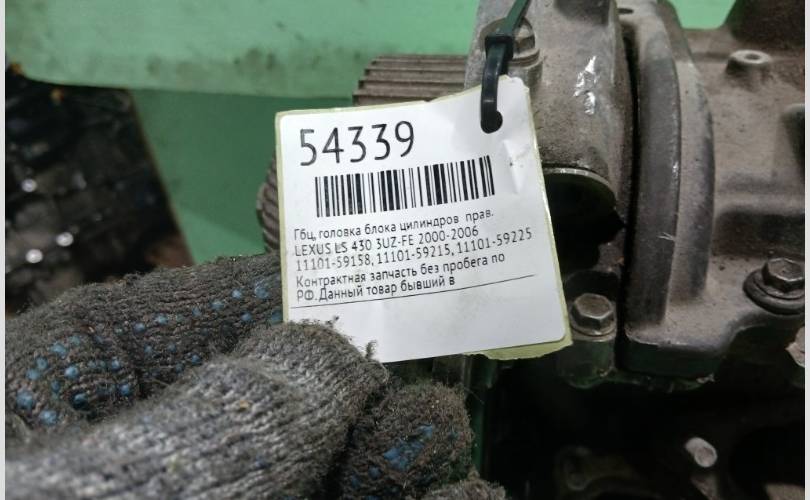 54339
Гбц, головка блока цилиндров прав.
LEXUS LS 430 3UZ-FE 2000-2006
11101-59158, 11101-59215, 11101-59225
Контрактная запчасть без пробега по
РФ.Данный товар бывший в